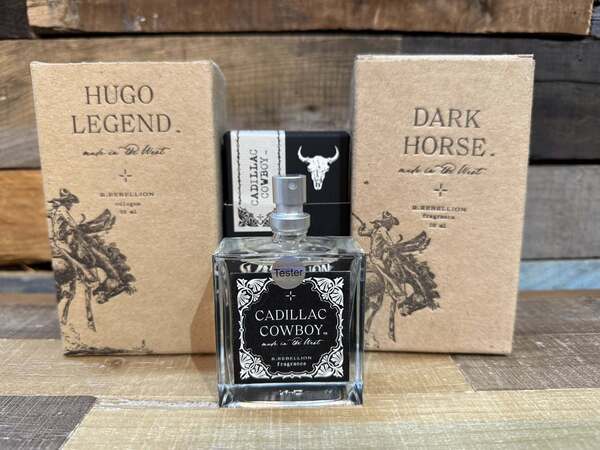 HUGO
LEGEND
made in the West
R.REBELLION
cologne
50 ml
CADILLAC
COWBOY
DARK
HORSE
made in the West
R.REBELLION
fragrance
50 ml
Tester
CADILLAC
COWBOY
made in the West
R.REBELLION
fragrance